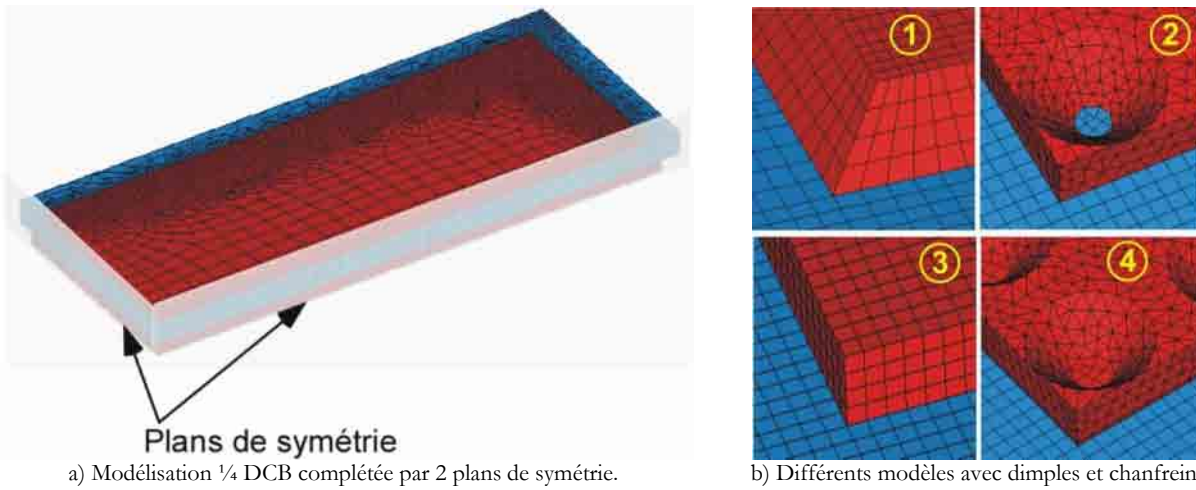 1
2
3
4
Plans de symétrie
a) Modélisation ¼ DCB complétée par 2 plans de symétrie.
b) Différents modèles avec dimples et chanfrein